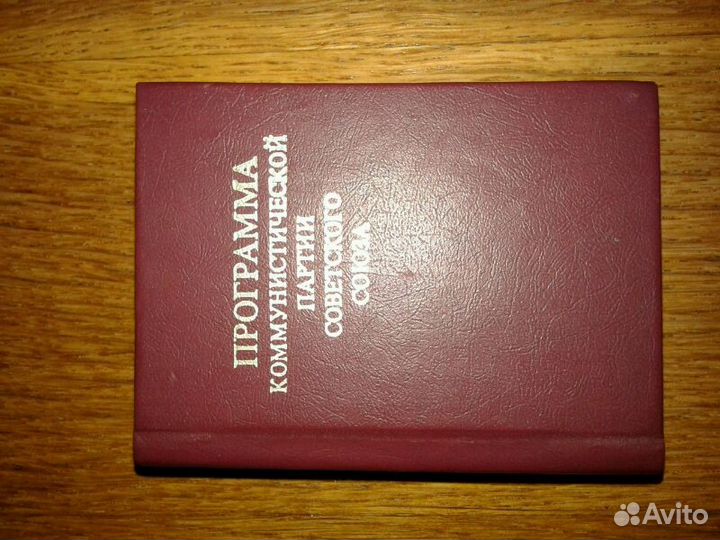 ПРОГРАММА
КОММУНИСТИЧЕСКОЙ
ПАРТИИ
СОВЕТСКОГО
СОЮЗА
Avito